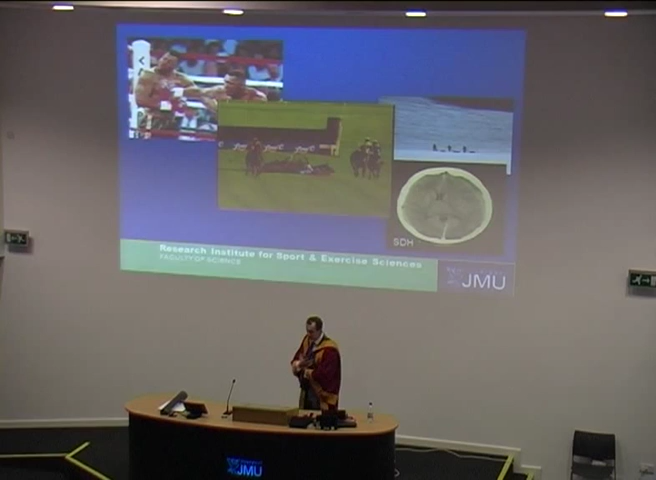 SDH
Research Institute for Sport & Exercise Sciences
FACULTY OF SCIENCE
JMU
JMU